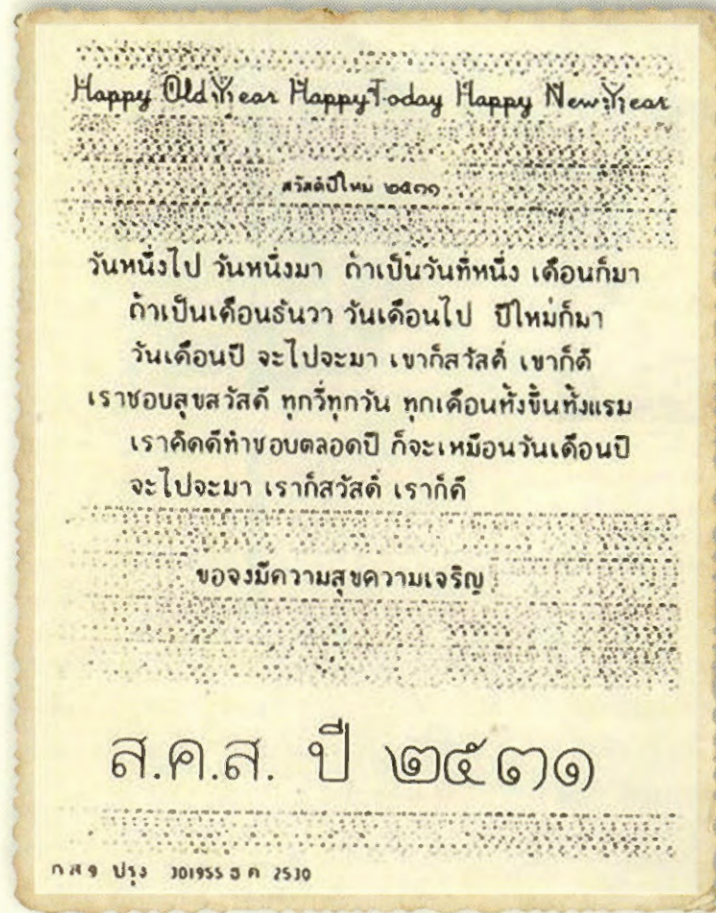 Happy Old Year Happy Today Happy New Year
สวัสดีปีใหม่ ๒๕๓๑
วันหนึ่งไป วันหนึ่งมา ถ้าเป็นวันที่หนึ่ง เดือนก็มา
ถ้าเป็นเดือนธันวา วันเดือนไป ปีใหม่ก็มา
วันเดือนปี จะไปจะมา เขาก็สวัสดี เขาก็ดี
เราชอบสุขสวัสดี ทุกวี่ทุกวัน ทุกเดือนทั้งขึ้นทั้งแรม
เราคิดดีทำชอบตลอดปี ก็จะเหมือนวันเดือนปี
จะไปจะมา เราก็สวัสดี เราก็ดี
ขอจงมีความสุขความเจริญ
ส.ค.ส. ปี ๒๕๓๑
ก ส 9 ปรุง 301955 ธ ค 2530